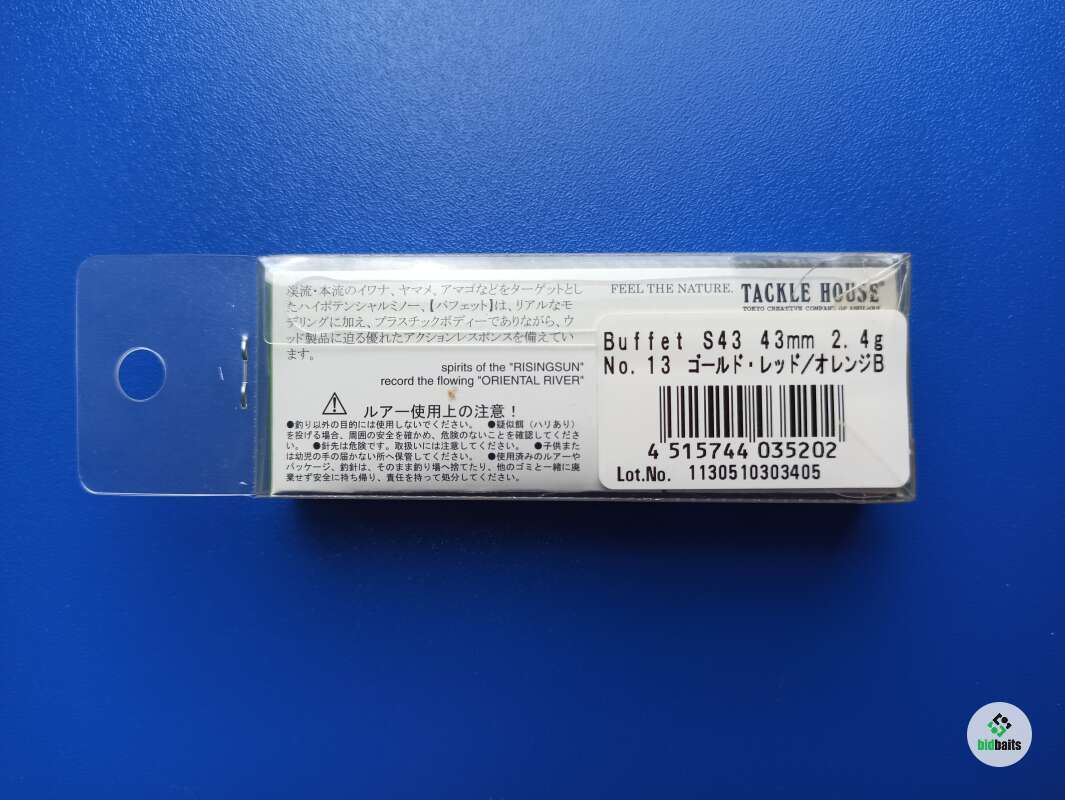 渓流・本流のイワナ、ヤマメ、アマゴなどをターゲットとし
たハイポテンシャルミノー、【バフェット】は、リアルなモ
デリングに加え、プラスチックボディーでありながら、ウ
ッド製品に迫る優れたアクションレスポンスを備えてい
ます。
spirits of the "RISINGSUN"
record the flowing "ORIENTAL RIVER"
ルアー使用上の注意！
●釣り以外の目的には使用しないでください。 ●疑似餌（ハリあり）
を投げる場合、周囲の安全を確かめ、危険のないことを確認してくださ
い。 ●針先は危険です。取扱いには注意してください。 ●子供また
は幼児の手の届かない所へ保管してください。 ●使用済みのルアーや
パッケージ、釣針は、そのまま釣り場へ捨てたり、他のゴミと一緒に廃
棄せず安全に持ち帰り、責任を持って処分してください。
FEEL THE NATURE. TACKLE HOUSE®
TOKYO CREATIVE COMPANY OF
Buffet S43 43mm 2.4g
No.13 ゴールド・レッド/オレンジB
4 515744 035202
Lot.No. 1130510303405
bidbaits